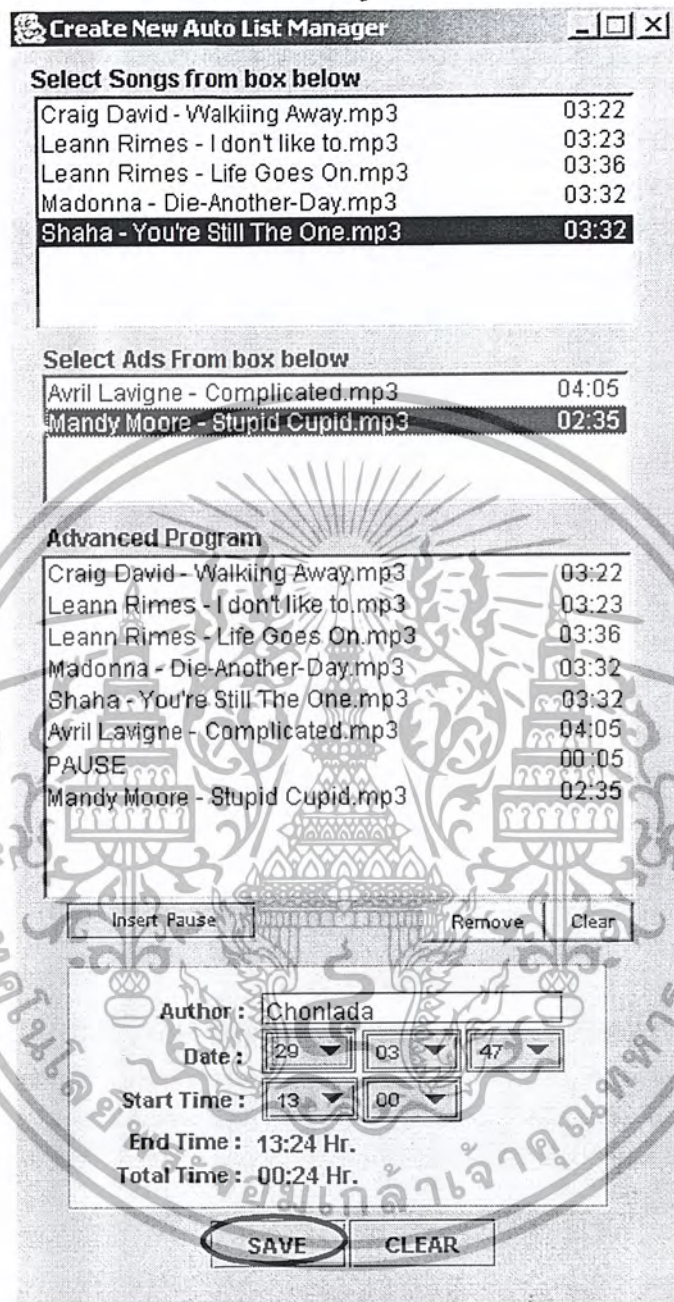 Create New Auto List Manager
Select Songs from box below
Craig David - Walkiing Away.mp3 03:22
Leann Rimes - I don't like to.mp3 03:23
Leann Rimes - Life Goes On.mp3 03:36
Madonna - Die-Another-Day.mp3 03:32
Shaha - You're Still The One.mp3 03:32
Select Ads From box below
Avril Lavigne - Complicated.mp3 04:05
Mandy Moore - Stupid Cupid.mp3 02:35
Advanced Program
Craig David - Walkiing Away.mp3 03:22
Leann Rimes - I don't like to.mp3 03:23
Leann Rimes - Life Goes On.mp3 03:36
Madonna - Die-Another-Day.mp3 03:32
Shaha - You're Still The One.mp3 03:32
Avril Lavigne - Complicated.mp3 04:05
PAUSE 00:05
Mandy Moore - Stupid Cupid.mp3 02:35
Insert Pause Remove Clear
Author : Chonlada
Date : 29 03 47
Start Time : 13 00
End Time : 13:24 Hr.
Total Time : 00:24 Hr.
SAVE CLEAR